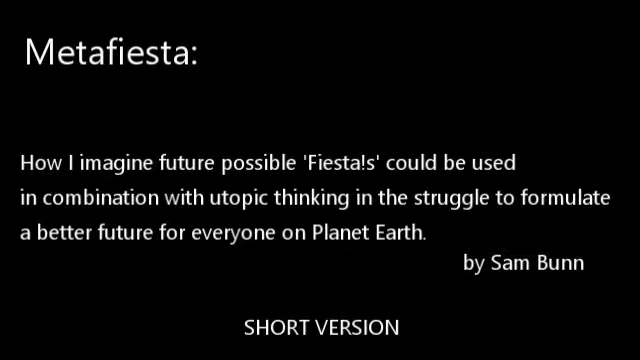 Metafiesta:
How I imagine future possible 'Fiesta!s' could be used
in combination with utopic thinking in the struggle to formulate
a better future for everyone on Planet Earth.
by Sam Bunn
SHORT VERSION